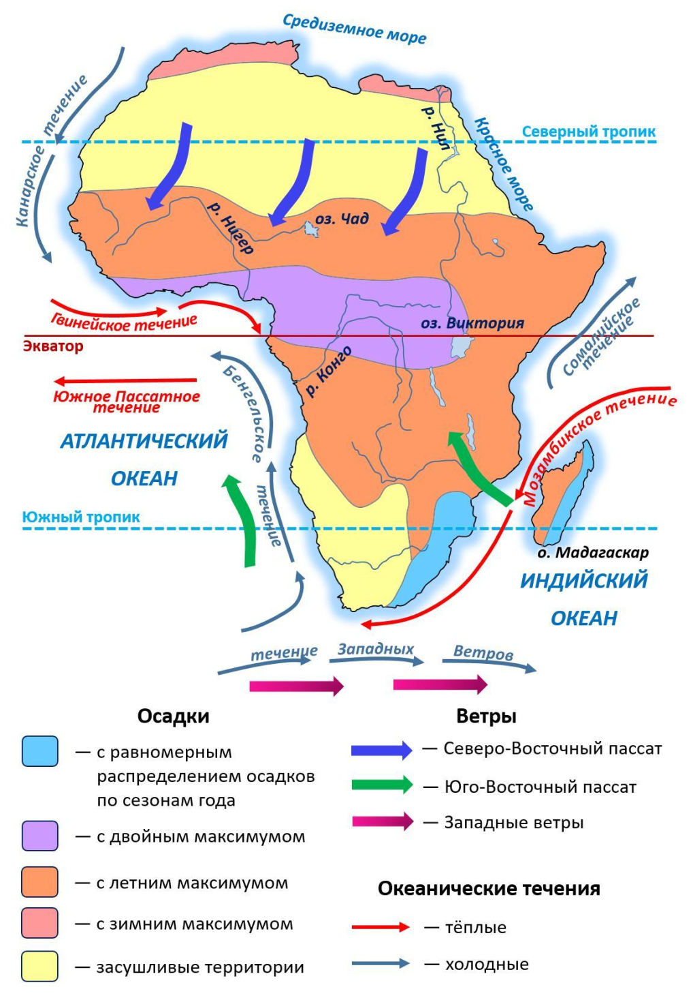 Средиземное море
Канарское течение
р. Нил
Красное море
Северный тропик
р. Нигер
оз. Чад
Гвинейское течение
оз. Виктория
Экватор
р. Конго
Сомалийское
течение
Бенгельское течение
Южное Пассатное
течение
Мозамбикское течение
АТЛАНТИЧЕСКИЙ
ОКЕАН
Южный тропик
о. Мадагаскар
ИНДИЙСКИЙ
ОКЕАН
течение Западных Ветров
Осадки
— с равномерным
распределением осадков
по сезонам года
— с двойным максимумом
— с летним максимумом
— с зимним максимумом
— засушливые территории
Ветры
— Северо-Восточный пассат
— Юго-Восточный пассат
— Западные ветры
Океанические течения
— тёплые
— холодные